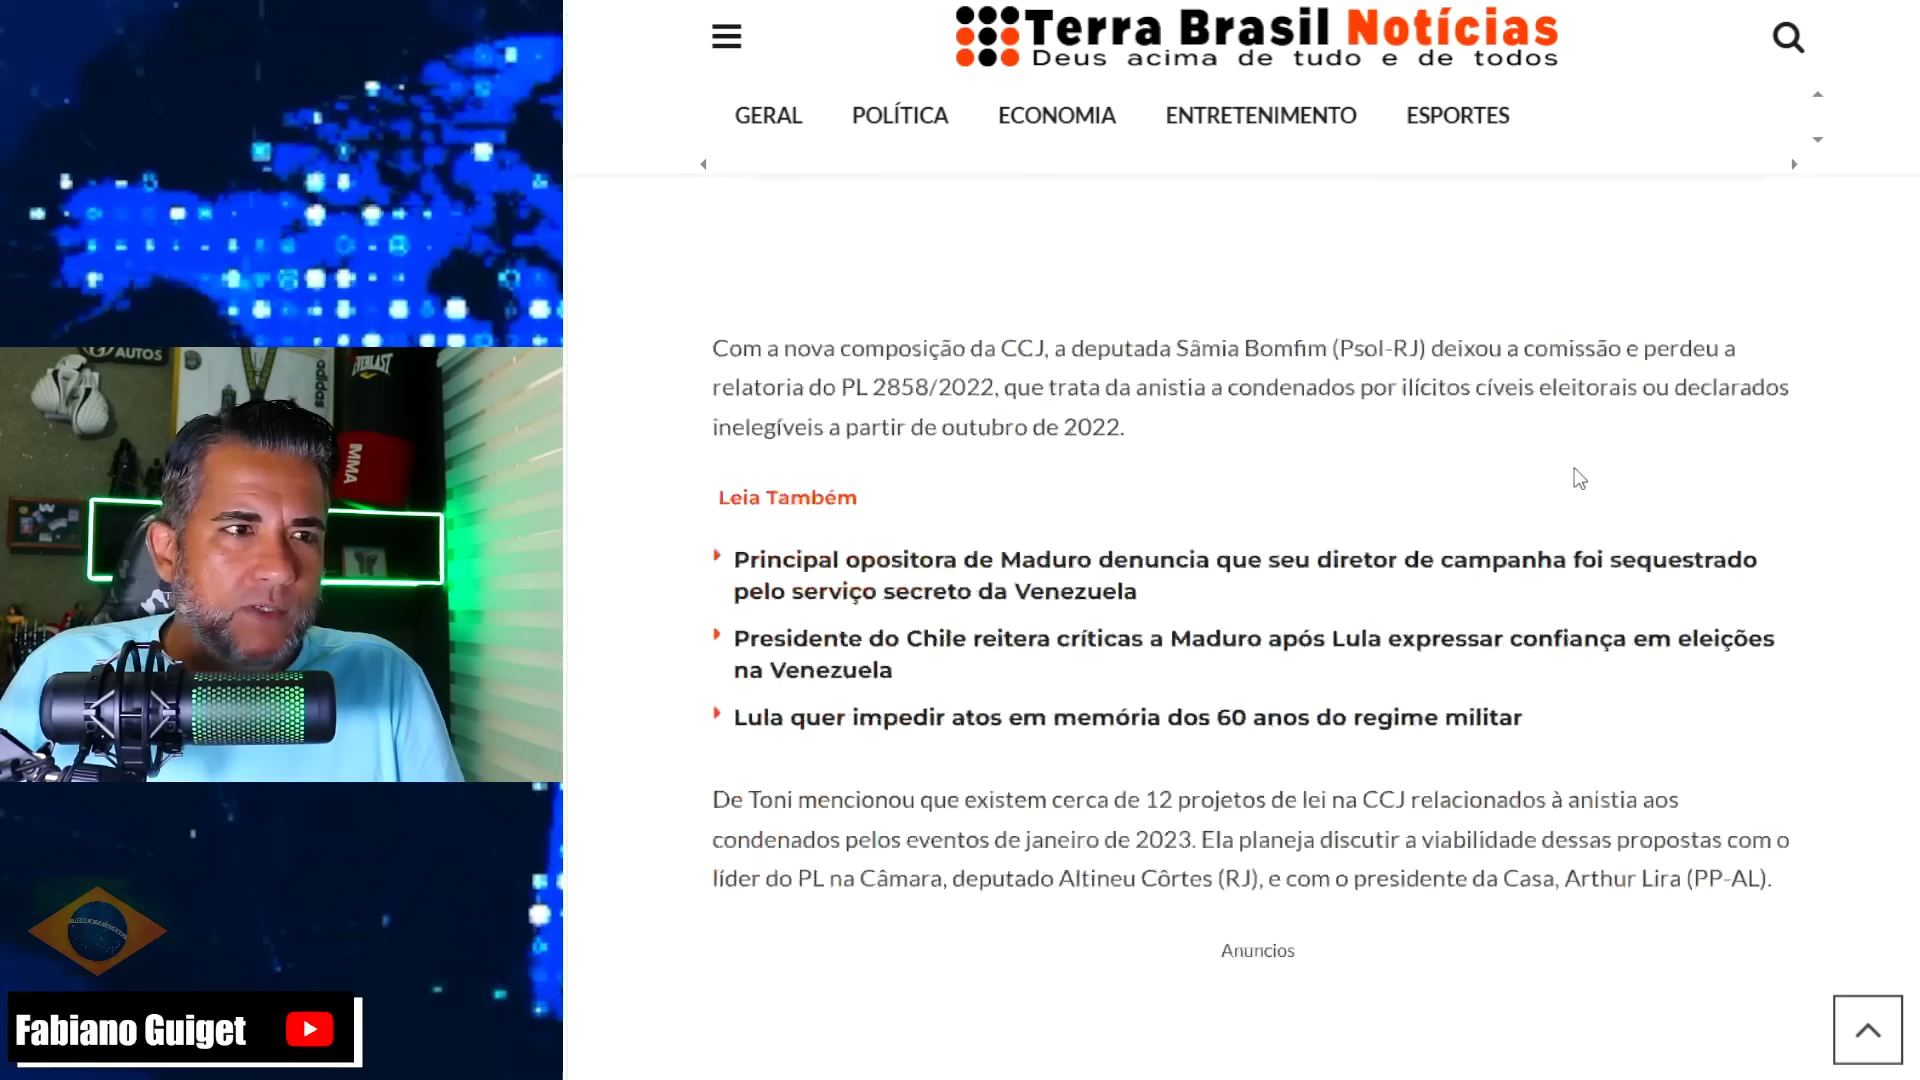 Terra Brasil Notícias
Deus acima de tudo e de todos
GERAL POLÍTICA ECONOMIA ENTRETENIMENTO ESPORTES
Com a nova composição da CCJ, a deputada Sâmia Bomfim (Psol-RJ) deixou a comissão e perdeu a
relatoria do PL 2858/2022, que trata da anistia a condenados por ilícitos cíveis eleitorais ou declarados
inelegíveis a partir de outubro de 2022.
Leia Também
Principal opositora de Maduro denuncia que seu diretor de campanha foi sequestrado
pelo serviço secreto da Venezuela
Presidente do Chile reitera críticas a Maduro após Lula expressar confiança em eleições
na Venezuela
Lula quer impedir atos em memória dos 60 anos do regime militar
De Toni mencionou que existem cerca de 12 projetos de lei na CCJ relacionados à anistia aos
condenados pelos eventos de janeiro de 2023. Ela planeja discutir a viabilidade dessas propostas com o
líder do PL na Câmara, deputado Altineu Côrtes (RJ), e com o presidente da Casa, Arthur Lira (PP-AL).
Anuncios
AUTOS
adidas
EVERLAST
MMA
Fabiano Guiget